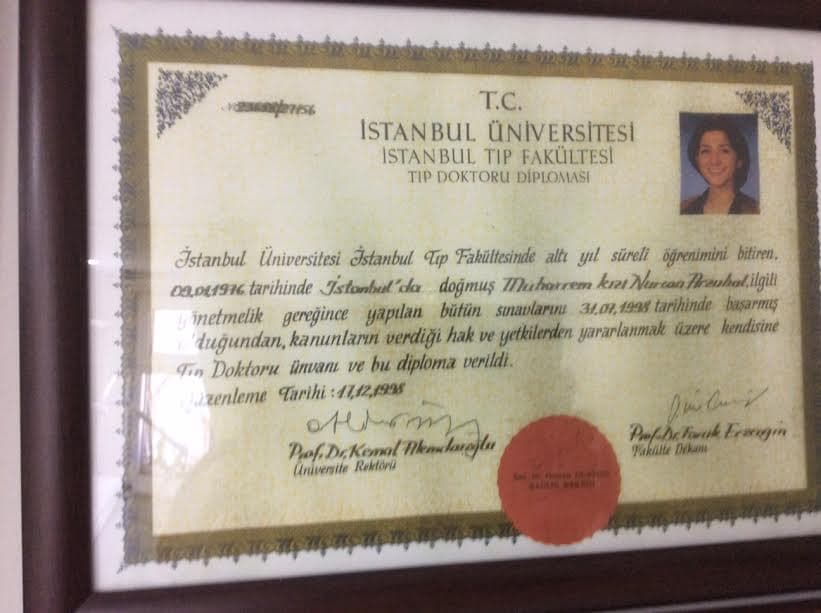 T.C.
İSTANBUL ÜNİVERSİTESİ
İSTANBUL TIP FAKÜLTESİ
TIP DOKTORU DİPLOMASI
İstanbul Üniversitesi İstanbul Tıp Fakültesinde altı yıl süreli öğrenimini bitiren,
09.01.1976 tarihinde İstanbul'da doğmuş Muharrem kızı Nurcan Arzuhal, ilgili
yönetmelik gereğince yapılan bütün sınavlarını 31.07.1998 tarihinde başarmış
olduğundan, kanunların verdiği hak ve yetkilerden yararlanmak üzere kendisine
Tıp Doktoru ünvanı ve bu diploma verildi.
Düzenleme Tarihi : 17.12.1998
Prof. Dr. Kemal Alemdaroğlu
Üniversite Rektörü
Prof. Dr. Faruk Erzengin
Fakülte Dekanı